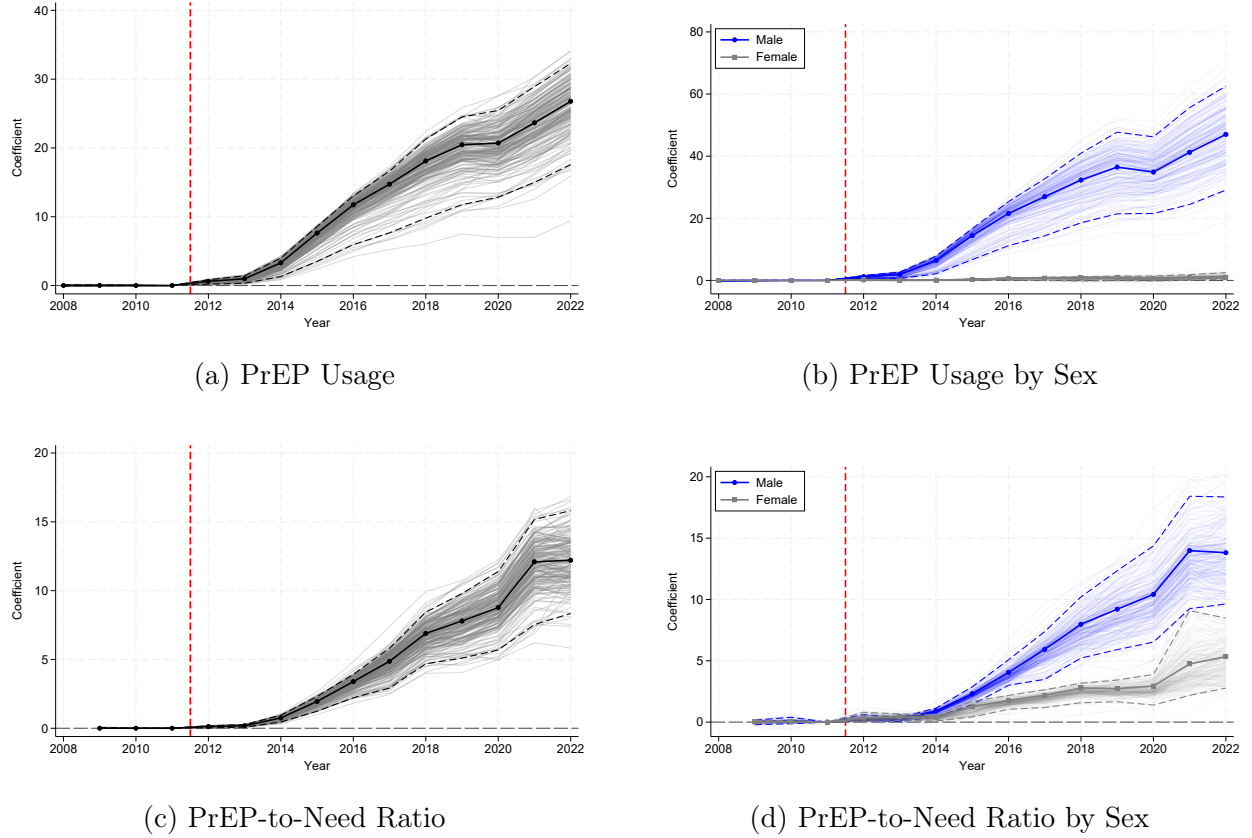 40
30
20
10
0
Coefficient
2008 2010 2012 2014 2016 2018 2020 2022
Year
(a) PrEP Usage
80
60
40
20
0
Coefficient
Male
Female
2008 2010 2012 2014 2016 2018 2020 2022
Year
(b) PrEP Usage by Sex
20
15
10
5
0
Coefficient
2008 2010 2012 2014 2016 2018 2020 2022
Year
(c) PrEP-to-Need Ratio
20
15
10
5
0
Coefficient
Male
Female
2008 2010 2012 2014 2016 2018 2020 2022
Year
(d) PrEP-to-Need Ratio by Sex